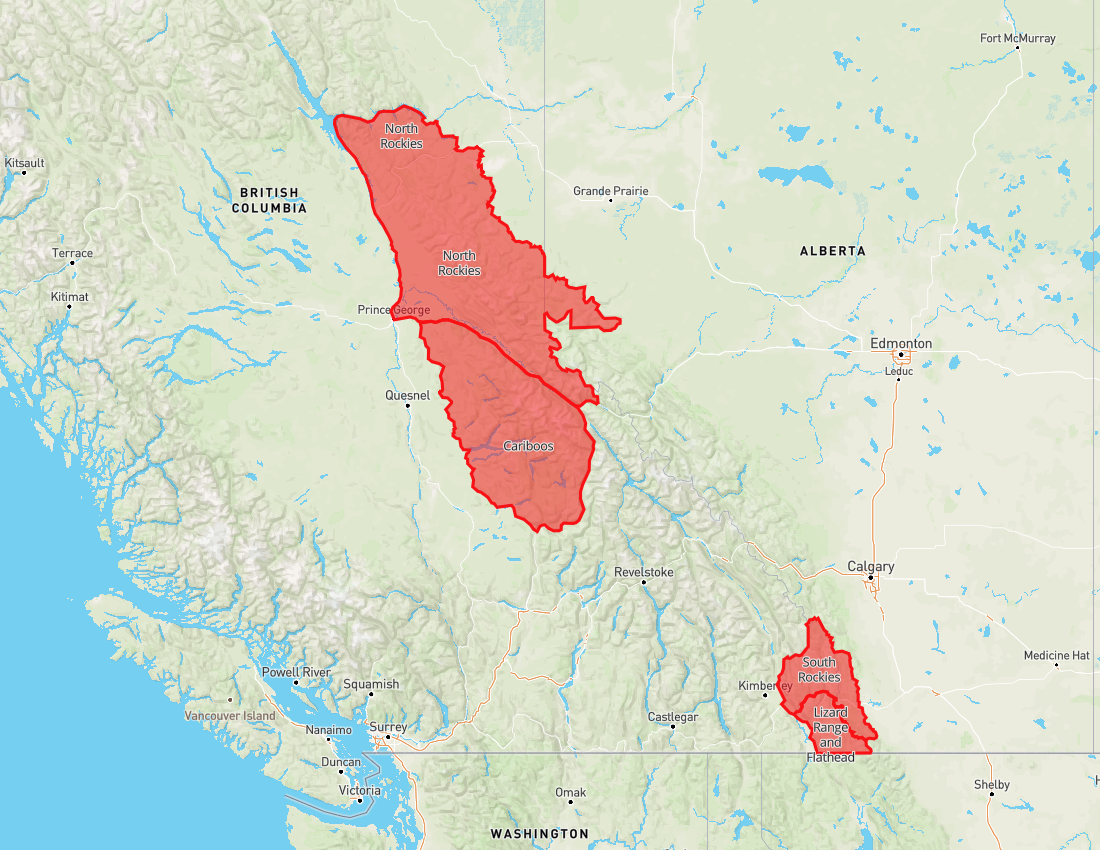 Fort McMurray
North
Rockies
Kitsault
Grande Prairie
BRITISH
COLUMBIA
Terrace
ALBERTA
North
Rockies
Kitimat
Prince George
Edmonton
Leduc
Quesnel
Cariboos
Calgary
Revelstoke
South
Rockies
Medicine Hat
Powell River
Squamish
Kimberley
Vancouver Island
Lizard
Range
and
Flathead
Castlegar
Nanaimo
Surrey
Duncan
Victoria
Omak
Shelby
H
WASHINGTON